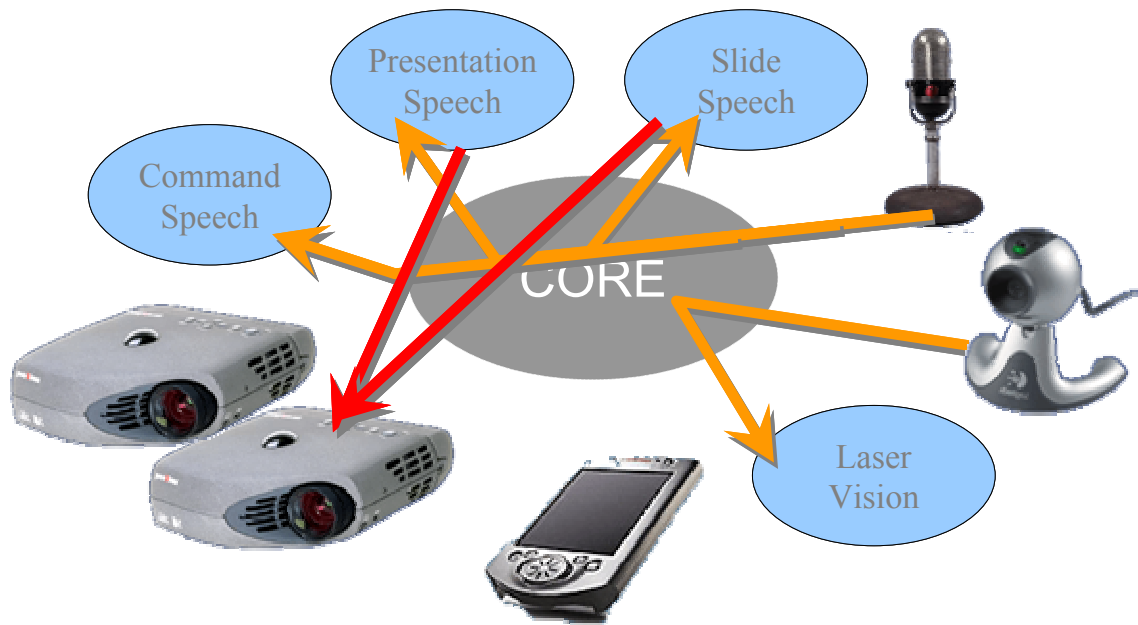 Presentation
Speech
Slide
Speech
Command
Speech
CORE
Laser
Vision